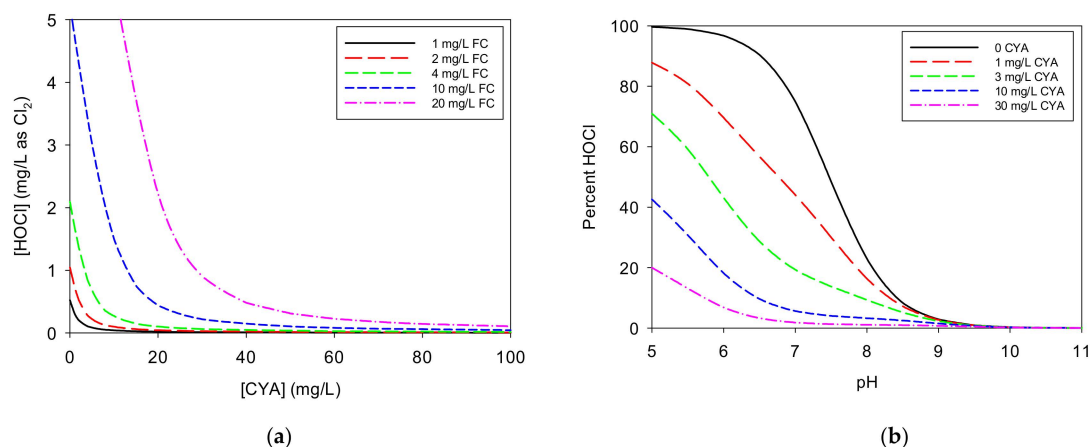 5
4
3
2
1
0
[HOCl] (mg/L as Cl2)
1 mg/L FC
2 mg/L FC
4 mg/L FC
10 mg/L FC
20 mg/L FC
0 20 40 60 80 100
[CYA] (mg/L)
(a)
100
80
60
40
20
0
Percent HOCl
0 CYA
1 mg/L CYA
3 mg/L CYA
10 mg/L CYA
30 mg/L CYA
5 6 7 8 9 10 11
pH
(b)